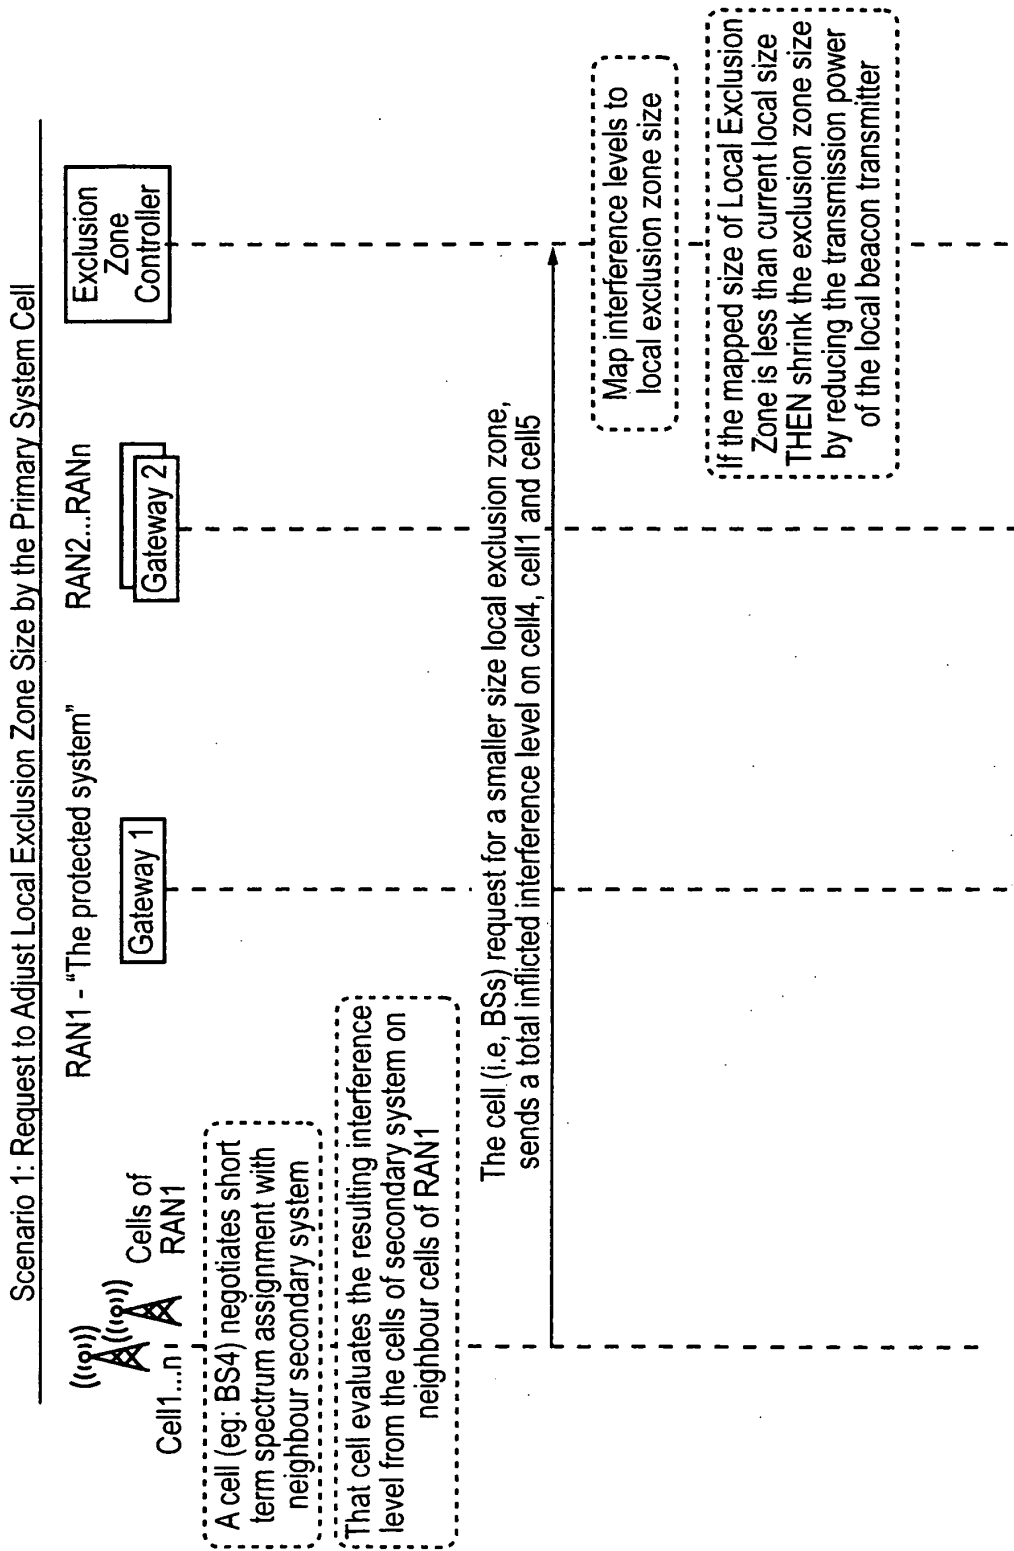 Scenario 1: Request to Adjust Local Exclusion Zone Size by the Primary System Cell
RAN1 - "The protected system"
RAN2...RANn
Cell1...n
Cells of
RAN1
Gateway 1
Gateway 2
Exclusion
Zone
Controller
A cell (eg: BS4) negotiates short
term spectrum assignment with
neighbour secondary system
That cell evaluates the resulting interference
level from the cells of secondary system on
neighbour cells of RAN1
The cell (i.e, BSs) request for a smaller size local exclusion zone,
sends a total inflicted interference level on cell4, cell1 and cell5
Map interference levels to
local exclusion zone size
If the mapped size of Local Exclusion
Zone is less than current local size
THEN shrink the exclusion zone size
by reducing the transmission power
of the local beacon transmitter